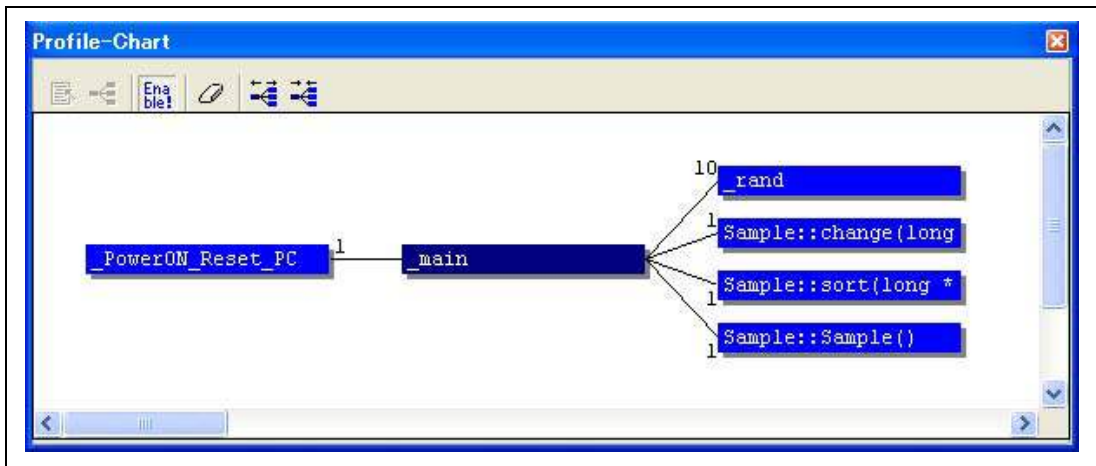 Profile-Chart
Ena
ble!
10
_rand
1
Sample::change(long
_PowerON_Reset_PC
1
_main
Sample::sort(long *
1
Sample::Sample()
1